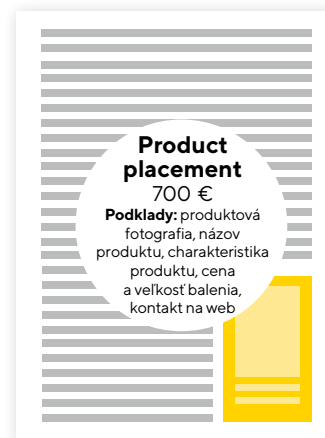 Product
placement
700 €
Podklady: produktová
fotografia, názov
produktu, charakteristika
produktu, cena
a veľkosť balenia,
kontakt na web